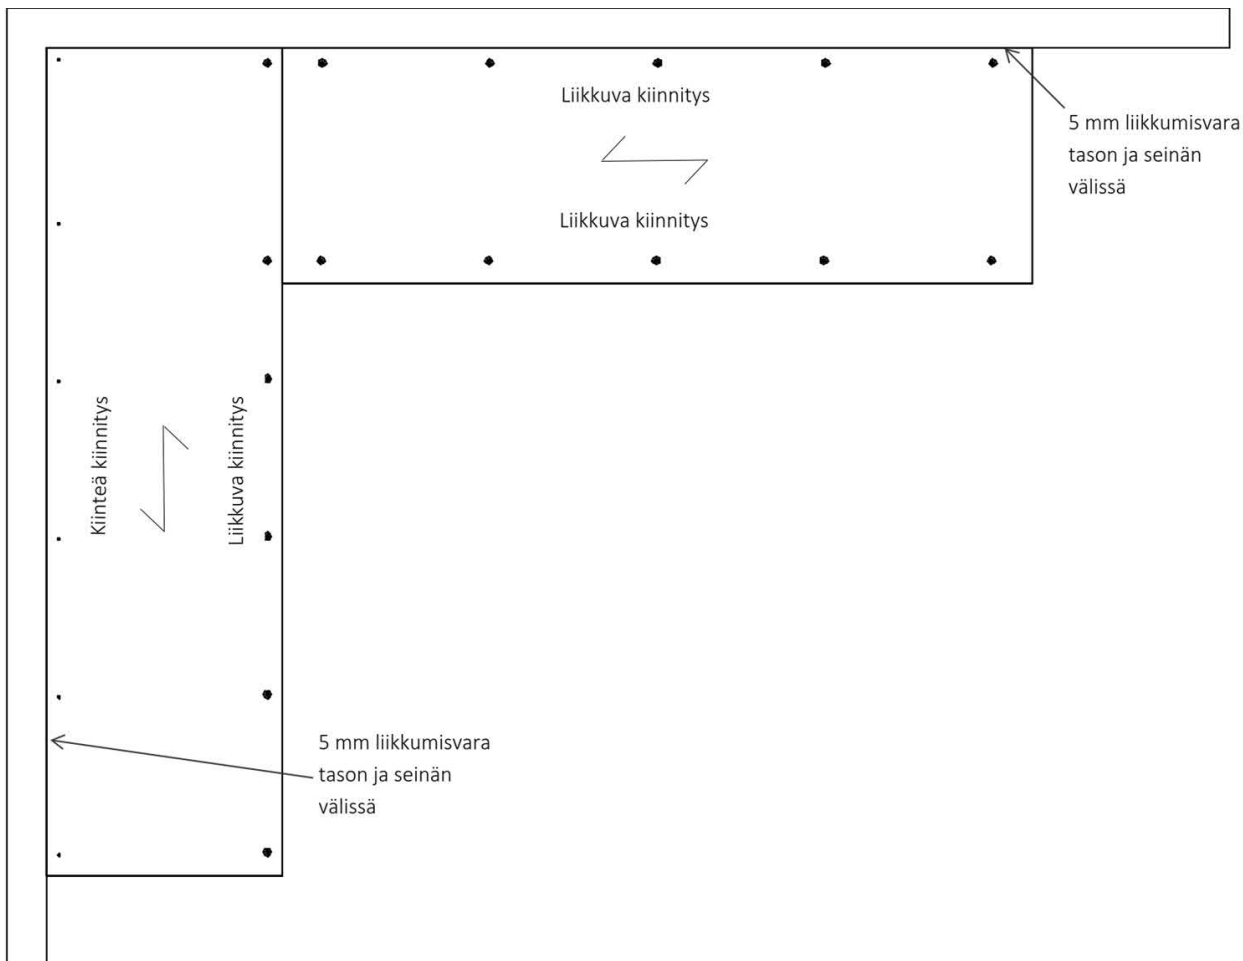 Liikkuva kiinnitys
5 mm liikkumisvara
tason ja seinän
välissä
Liikkuva kiinnitys
Kiinteä kiinnitys
Liikkuva kiinnitys
5 mm liikkumisvara
tason ja seinän
välissä